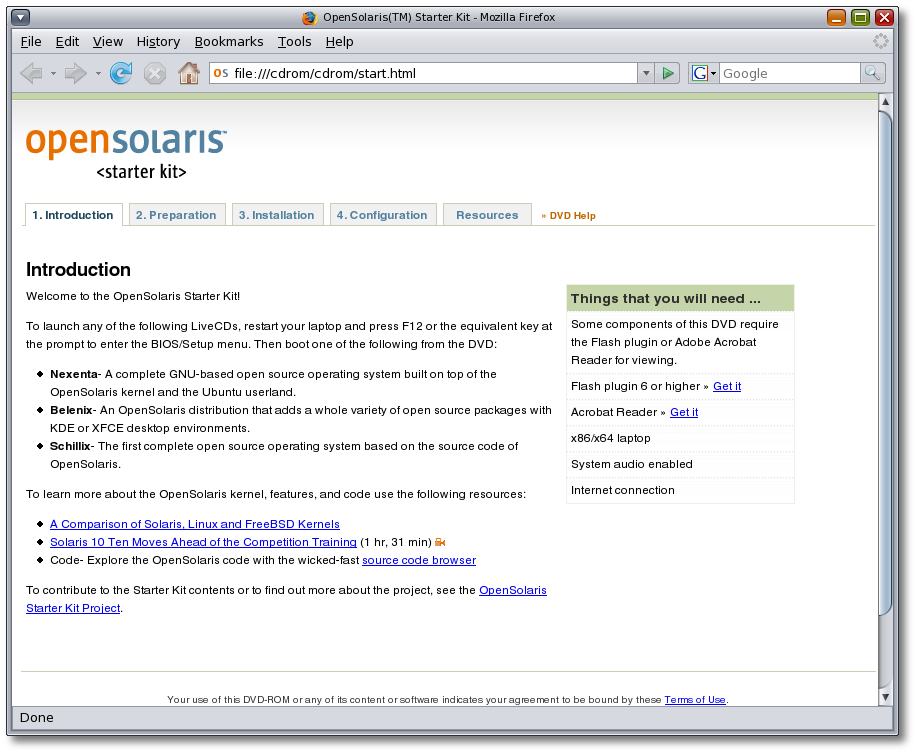 OpenSolaris(TM) Starter Kit - Mozilla Firefox
File Edit View History Bookmarks Tools Help
OS file:///cdrom/cdrom/start.html
G Google
opensolaris™
<starter kit>
1. Introduction 2. Preparation 3. Installation 4. Configuration Resources » DVD Help
Introduction
Welcome to the OpenSolaris Starter Kit!
To launch any of the following LiveCDs, restart your laptop and press F12 or the equivalent key at
the prompt to enter the BIOS/Setup menu. Then boot one of the following from the DVD:
Nexenta- A complete GNU-based open source operating system built on top of the
OpenSolaris kernel and the Ubuntu userland.
Belenix- An OpenSolaris distribution that adds a whole variety of open source packages with
KDE or XFCE desktop environments.
Schillix- The first complete open source operating system based on the source code of
OpenSolaris.
To learn more about the OpenSolaris kernel, features, and code use the following resources:
A Comparison of Solaris, Linux and FreeBSD Kernels
Solaris 10 Ten Moves Ahead of the Competition Training (1 hr, 31 min)
Code- Explore the OpenSolaris code with the wicked-fast source code browser
To contribute to the Starter Kit contents or to find out more about the project, see the OpenSolaris
Starter Kit Project.
Things that you will need ...
Some components of this DVD require
the Flash plugin or Adobe Acrobat
Reader for viewing.
Flash plugin 6 or higher » Get it
Acrobat Reader » Get it
x86/x64 laptop
System audio enabled
Internet connection
Your use of this DVD-ROM or any of its content or software indicates your agreement to be bound by these Terms of Use.
Done